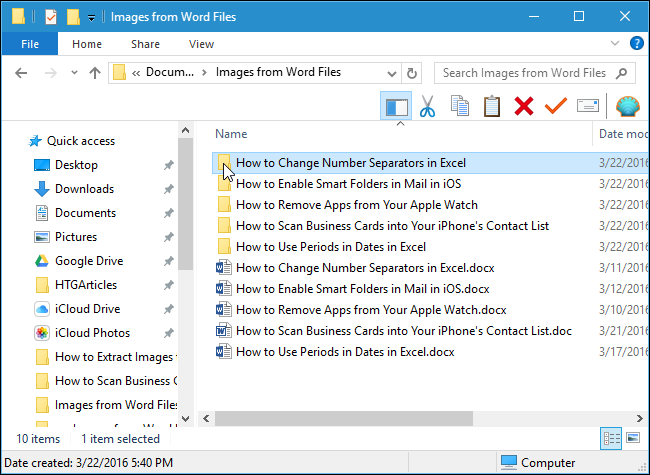 Images from Word Files
File Home Share View
Docum... Images from Word Files
Search Images from Word Files
Name Date mod
Quick access
Desktop
Downloads
Documents
Pictures
Google Drive
HTGArticles
iCloud Drive
iCloud Photos
How to Extract Images
How to Scan Business C
Images from Word Files
How to Change Number Separators in Excel 3/22/2016
How to Enable Smart Folders in Mail in iOS 3/22/2016
How to Remove Apps from Your Apple Watch 3/22/2016
How to Scan Business Cards into Your iPhone's Contact List 3/22/2016
How to Use Periods in Dates in Excel 3/22/2016
How to Change Number Separators in Excel.docx 3/11/2016
How to Enable Smart Folders in Mail in iOS.docx 3/12/2016
How to Remove Apps from Your Apple Watch.docx 3/10/2016
How to Scan Business Cards into Your iPhone's Contact List.doc 3/21/2016
How to Use Periods in Dates in Excel.docx 3/17/2016
10 items 1 item selected
Date created: 3/22/2016 5:40 PM Computer